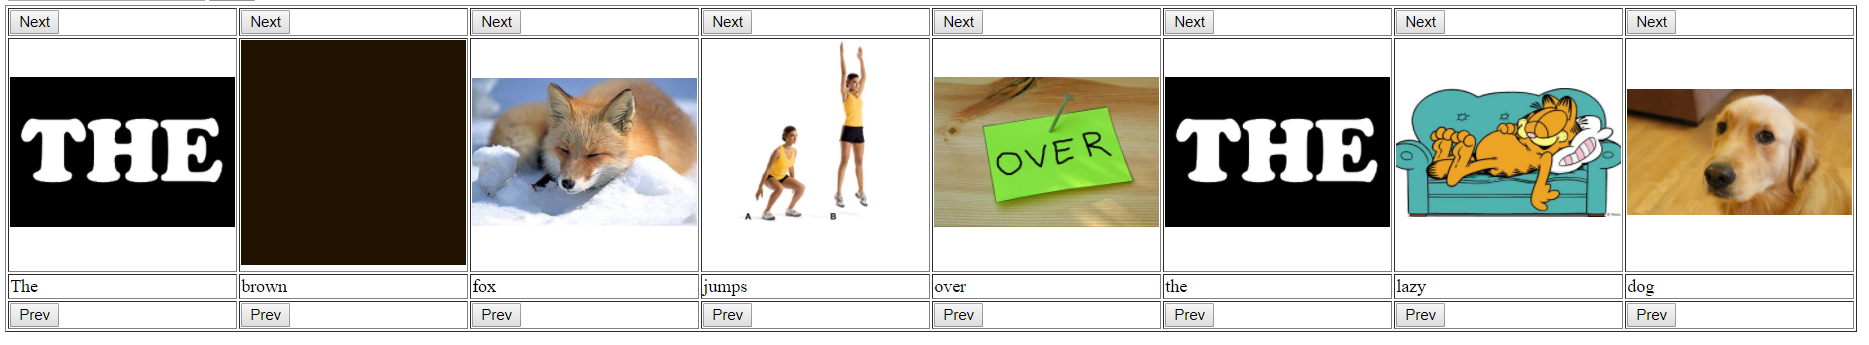 Next Next Next Next Next Next Next Next
THE OVER THE
A B
The brown fox jumps over the lazy dog
Prev Prev Prev Prev Prev Prev Prev Prev